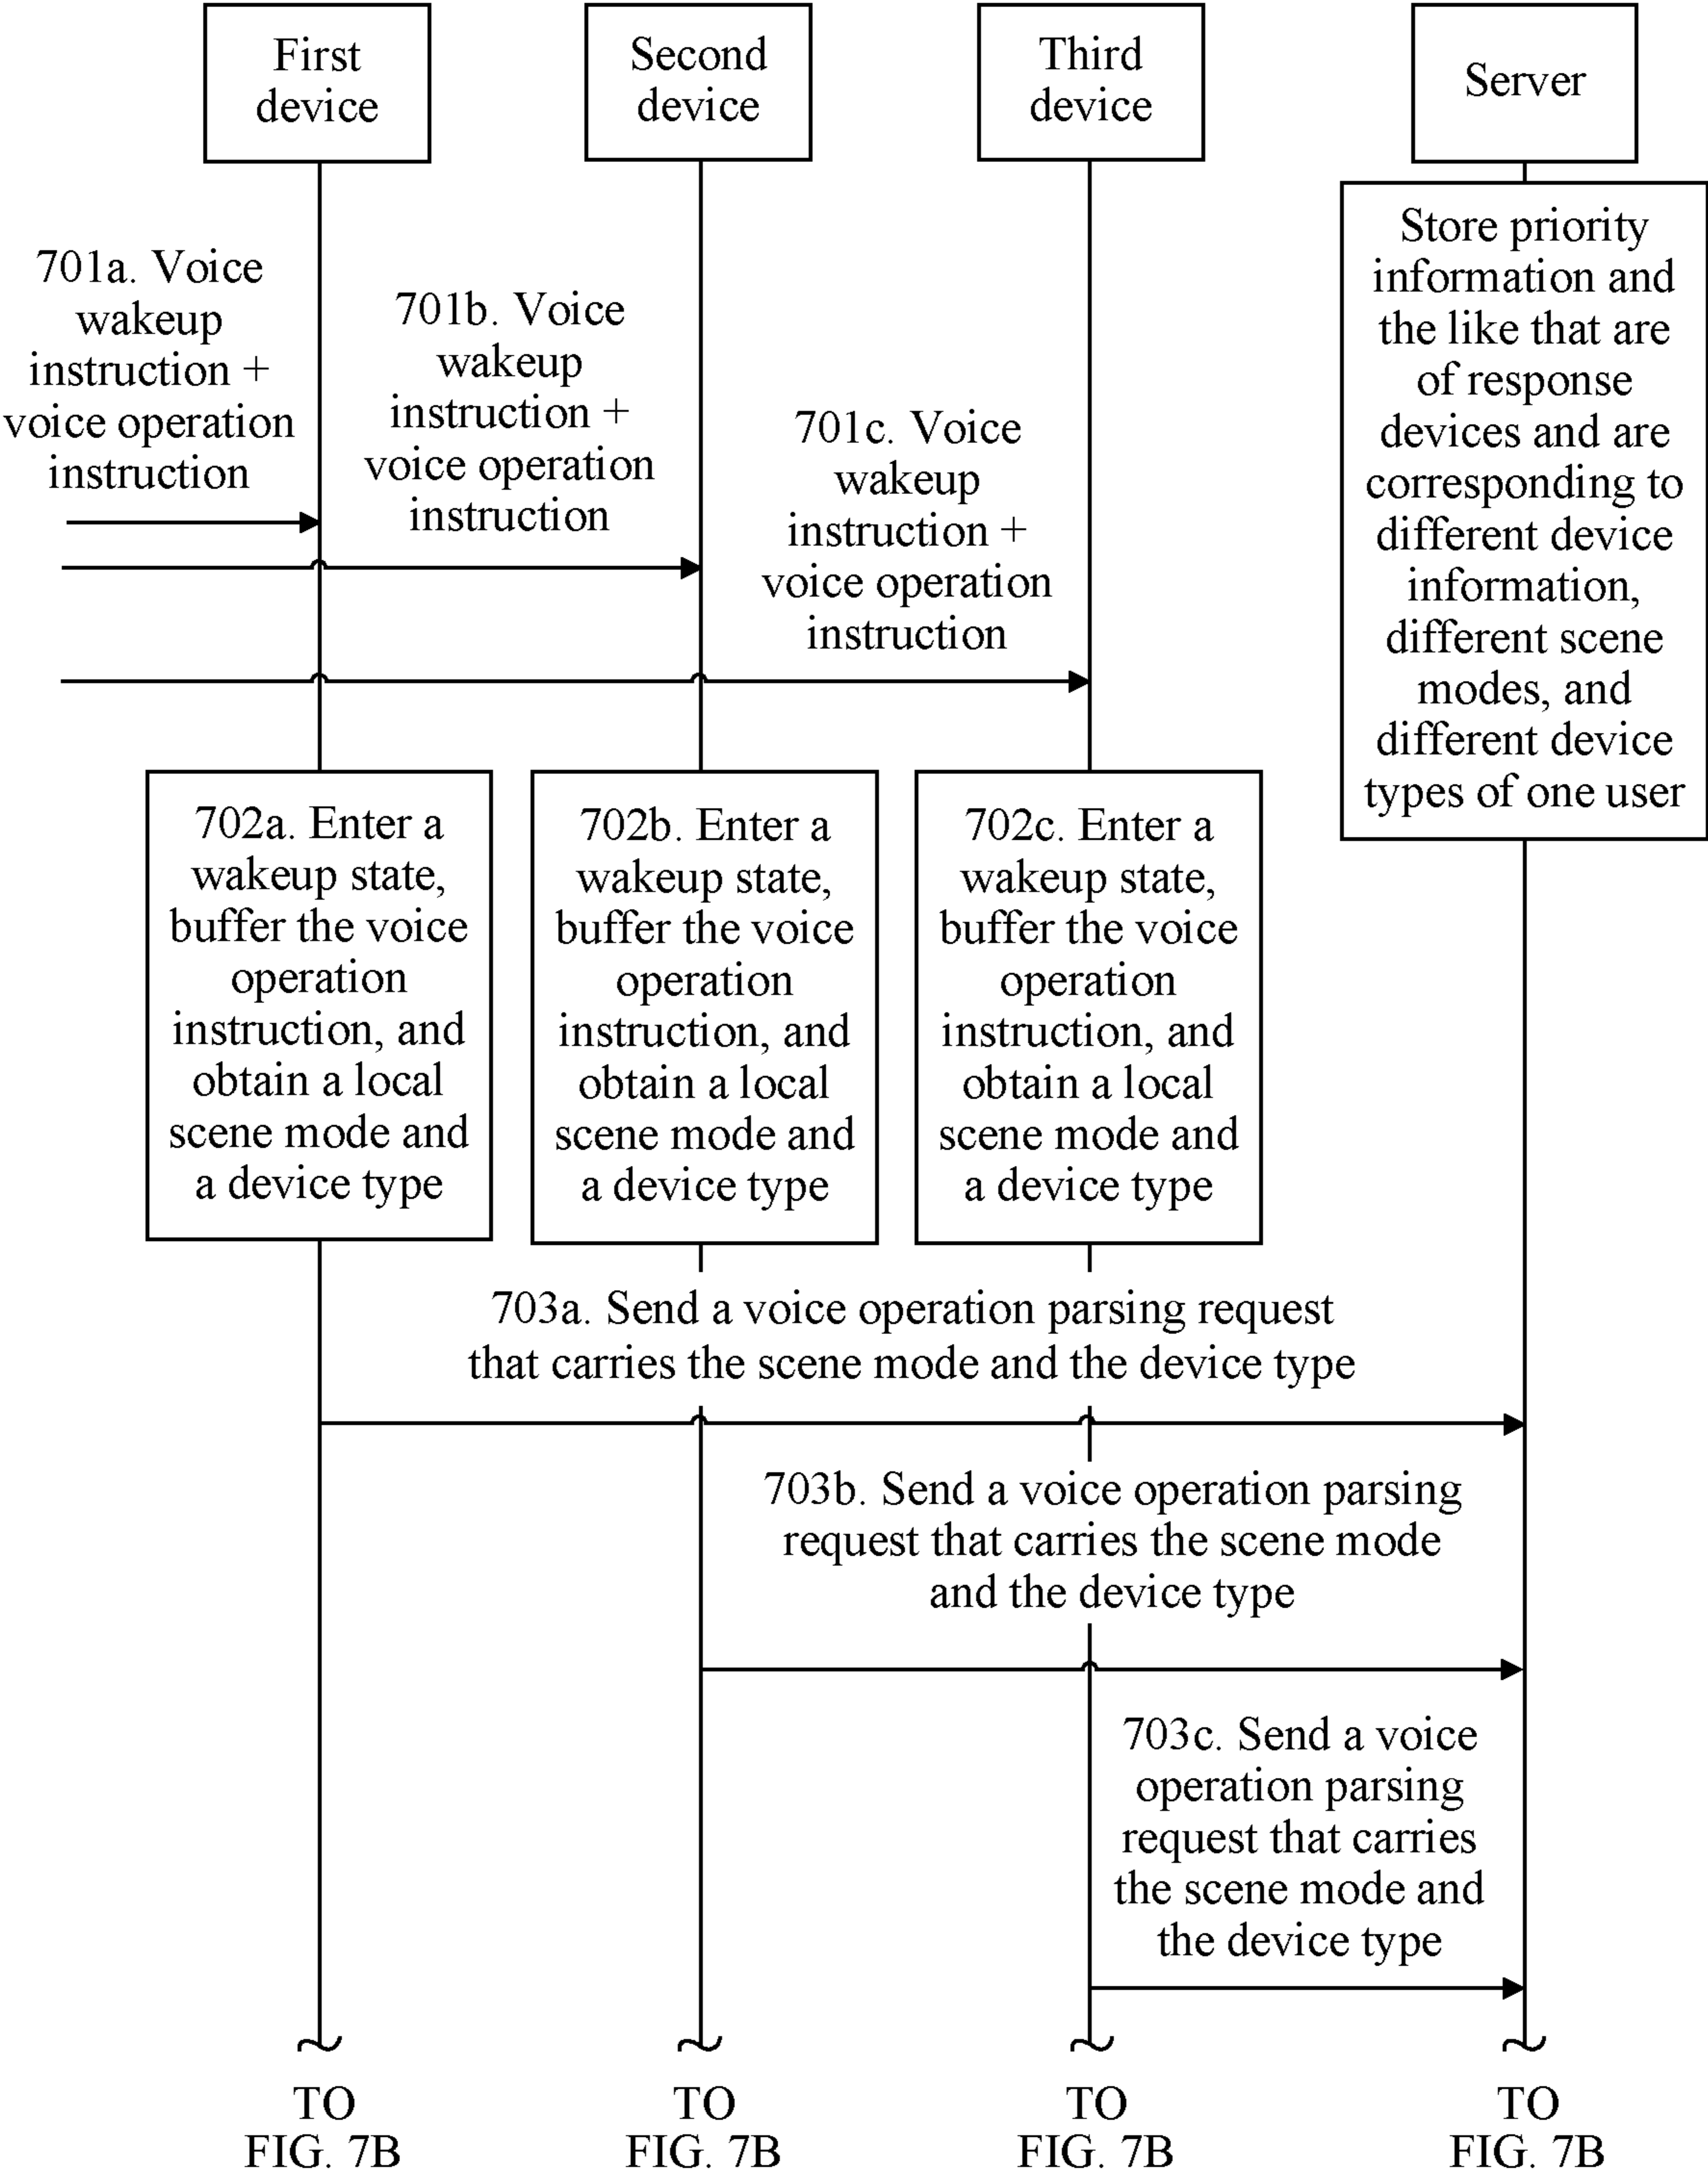 First
device
Second
device
Third
device
Server
Store priority
information and
the like that are
of response
devices and are
corresponding to
different device
information,
different scene
modes, and
different device
types of one user
701a. Voice
wakeup
instruction +
voice operation
instruction
701b. Voice
wakeup
instruction +
voice operation
instruction
701c. Voice
wakeup
instruction +
voice operation
instruction
702a. Enter a
wakeup state,
buffer the voice
operation
instruction, and
obtain a local
scene mode and
a device type
702b. Enter a
wakeup state,
buffer the voice
operation
instruction, and
obtain a local
scene mode and
a device type
702c. Enter a
wakeup state,
buffer the voice
operation
instruction, and
obtain a local
scene mode and
a device type
703a. Send a voice operation parsing request
that carries the scene mode and the device type
703b. Send a voice operation parsing
request that carries the scene mode
and the device type
703c. Send a voice
operation parsing
request that carries
the scene mode and
the device type
TO
FIG. 7B
TO
FIG. 7B
TO
FIG. 7B
TO
FIG. 7B